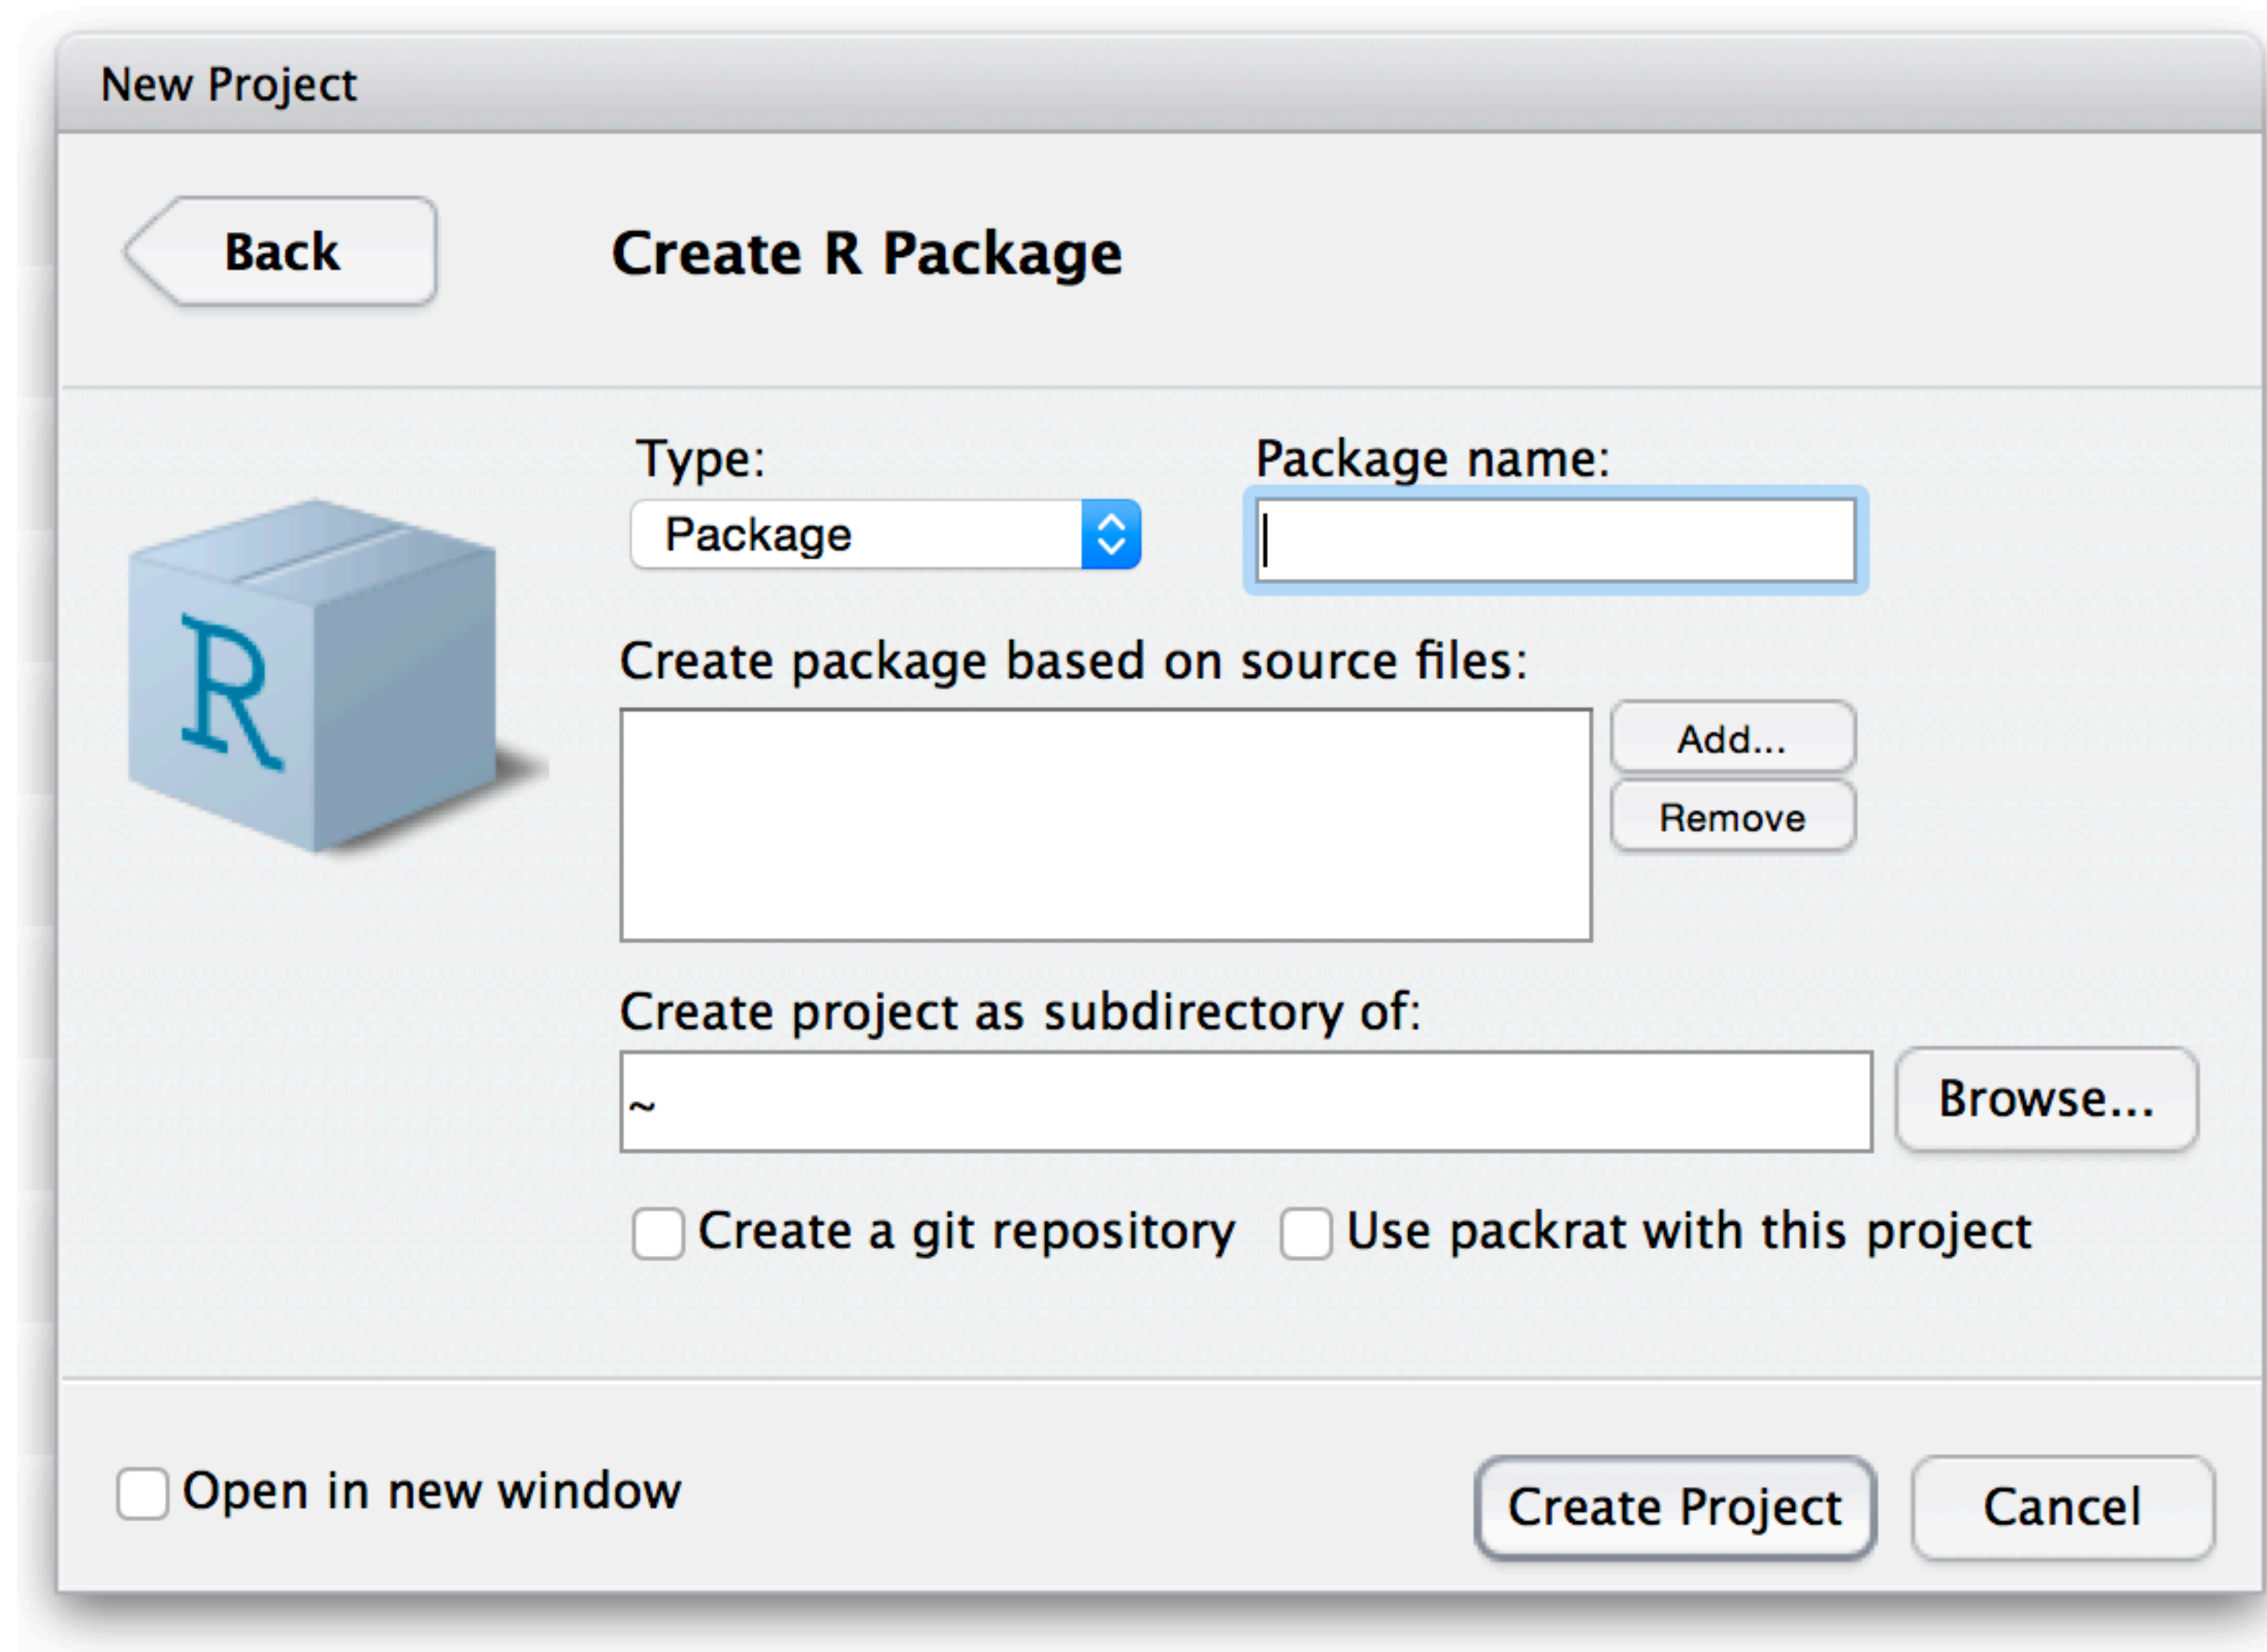 New Project
Back
Create R Package
Type:
Package name:
Package
R
Create package based on source files:
Add...
Remove
Create project as subdirectory of:
~
Browse...
Create a git repository
Use packrat with this project
Open in new window
Create Project
Cancel